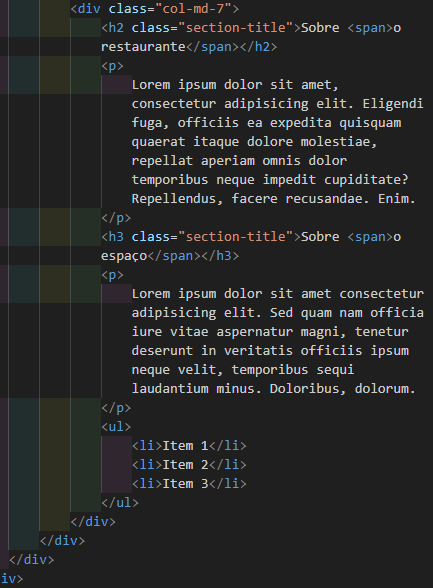 <div class="col-md-7">
<h2 class="section-title">Sobre <span>o
restaurante</span></h2>
<p>
Lorem ipsum dolor sit amet,
consectetur adipisicing elit. Eligendi
fuga, officiis ea expedita quisquam
quaerat itaque dolore molestiae,
repellat aperiam omnis dolor
temporibus neque impedit cupiditate?
Repellendus, facere recusandae. Enim.
</p>
<h3 class="section-title">Sobre <span>o
espaço</span></h3>
<p>
Lorem ipsum dolor sit amet consectetur
adipisicing elit. Sed quam nam officia
iure vitae aspernatur magni, tenetur
deserunt in veritatis officiis ipsum
neque velit, temporibus sequi
laudantium minus. Doloribus, dolorum.
</p>
<ul>
<li>Item 1</li>
<li>Item 2</li>
<li>Item 3</li>
</ul>
</div>
</div>
</div>
iv>